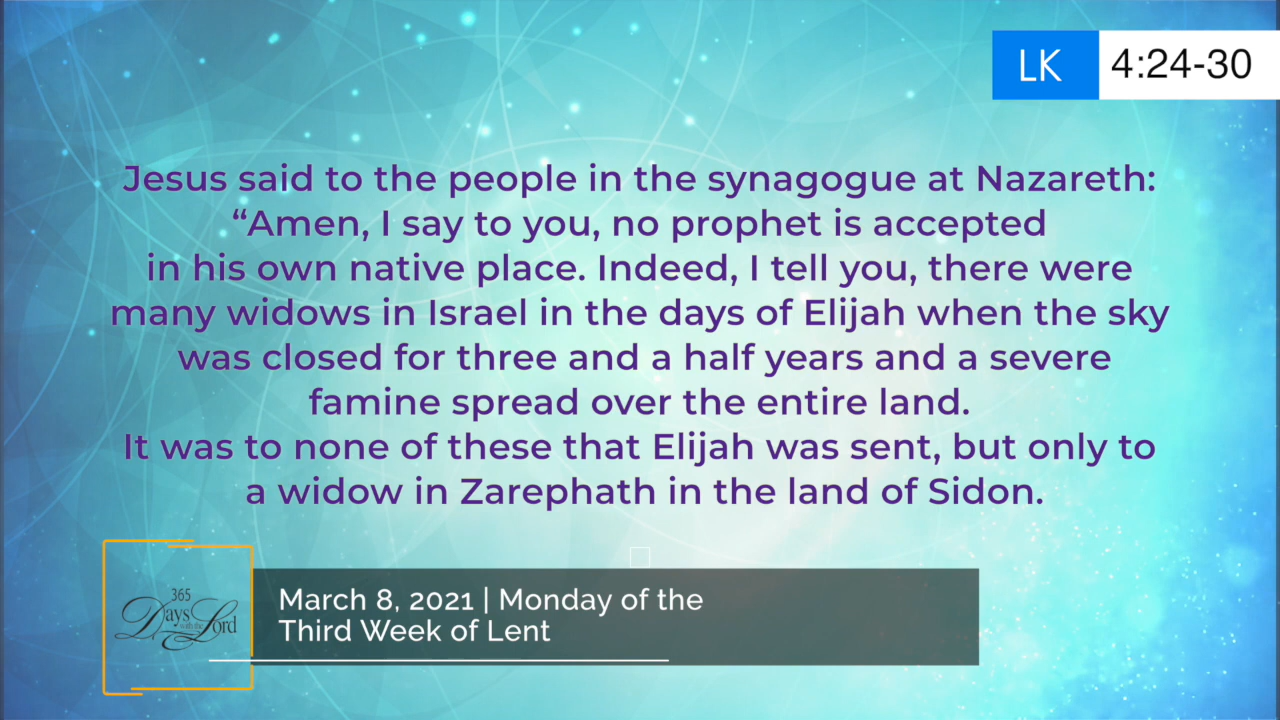 LK 4:24-30
Jesus said to the people in the synagogue at Nazareth:
“Amen, I say to you, no prophet is accepted
in his own native place. Indeed, I tell you, there were
many widows in Israel in the days of Elijah when the sky
was closed for three and a half years and a severe
famine spread over the entire land.
It was to none of these that Elijah was sent, but only to
a widow in Zarephath in the land of Sidon.
365
Days with the Lord
March 8, 2021 | Monday of the
Third Week of Lent